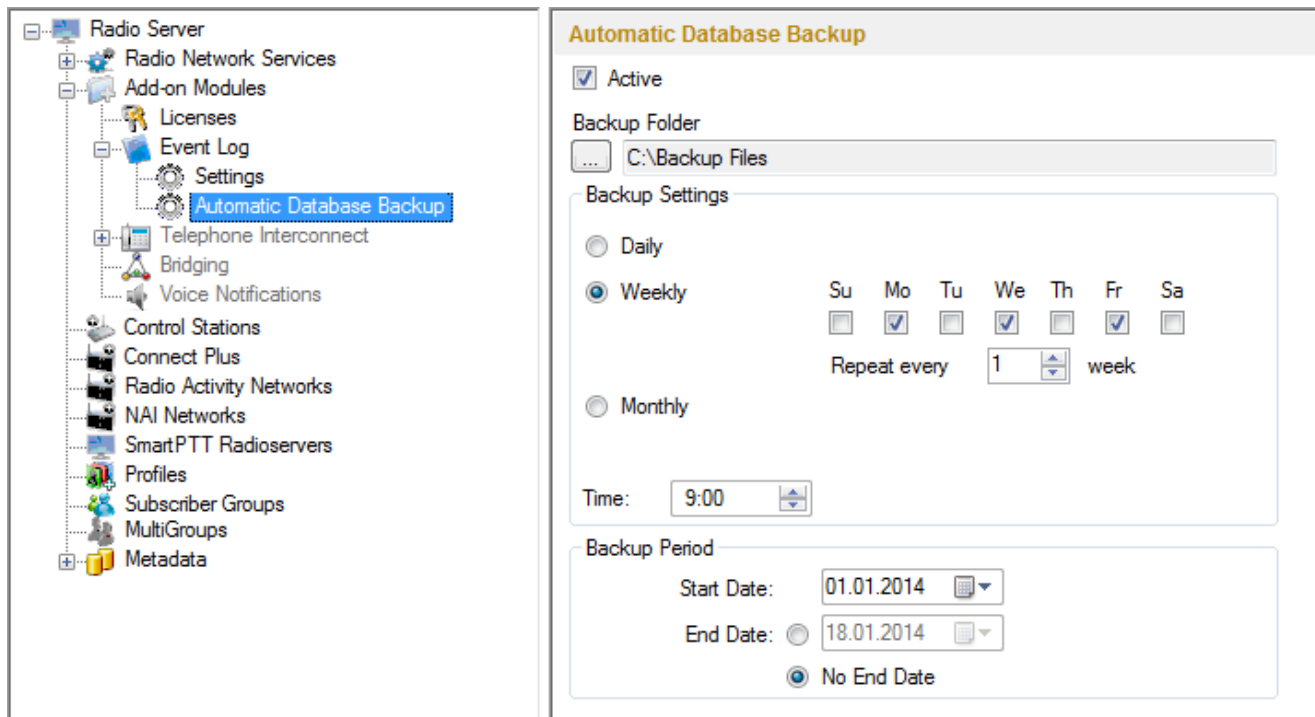 Radio Server
Radio Network Services
Add-on Modules
Licenses
Event Log
Settings
Automatic Database Backup
Telephone Interconnect
Bridging
Voice Notifications
Control Stations
Connect Plus
Radio Activity Networks
NAI Networks
SmartPTT Radioservers
Profiles
Subscriber Groups
MultiGroups
Metadata
Automatic Database Backup
Active
Backup Folder
... C:\Backup Files
Backup Settings
Daily
Weekly Su Mo Tu We Th Fr Sa
Repeat every 1 week
Monthly
Time: 9:00
Backup Period
Start Date: 01.01.2014
End Date: 18.01.2014
No End Date